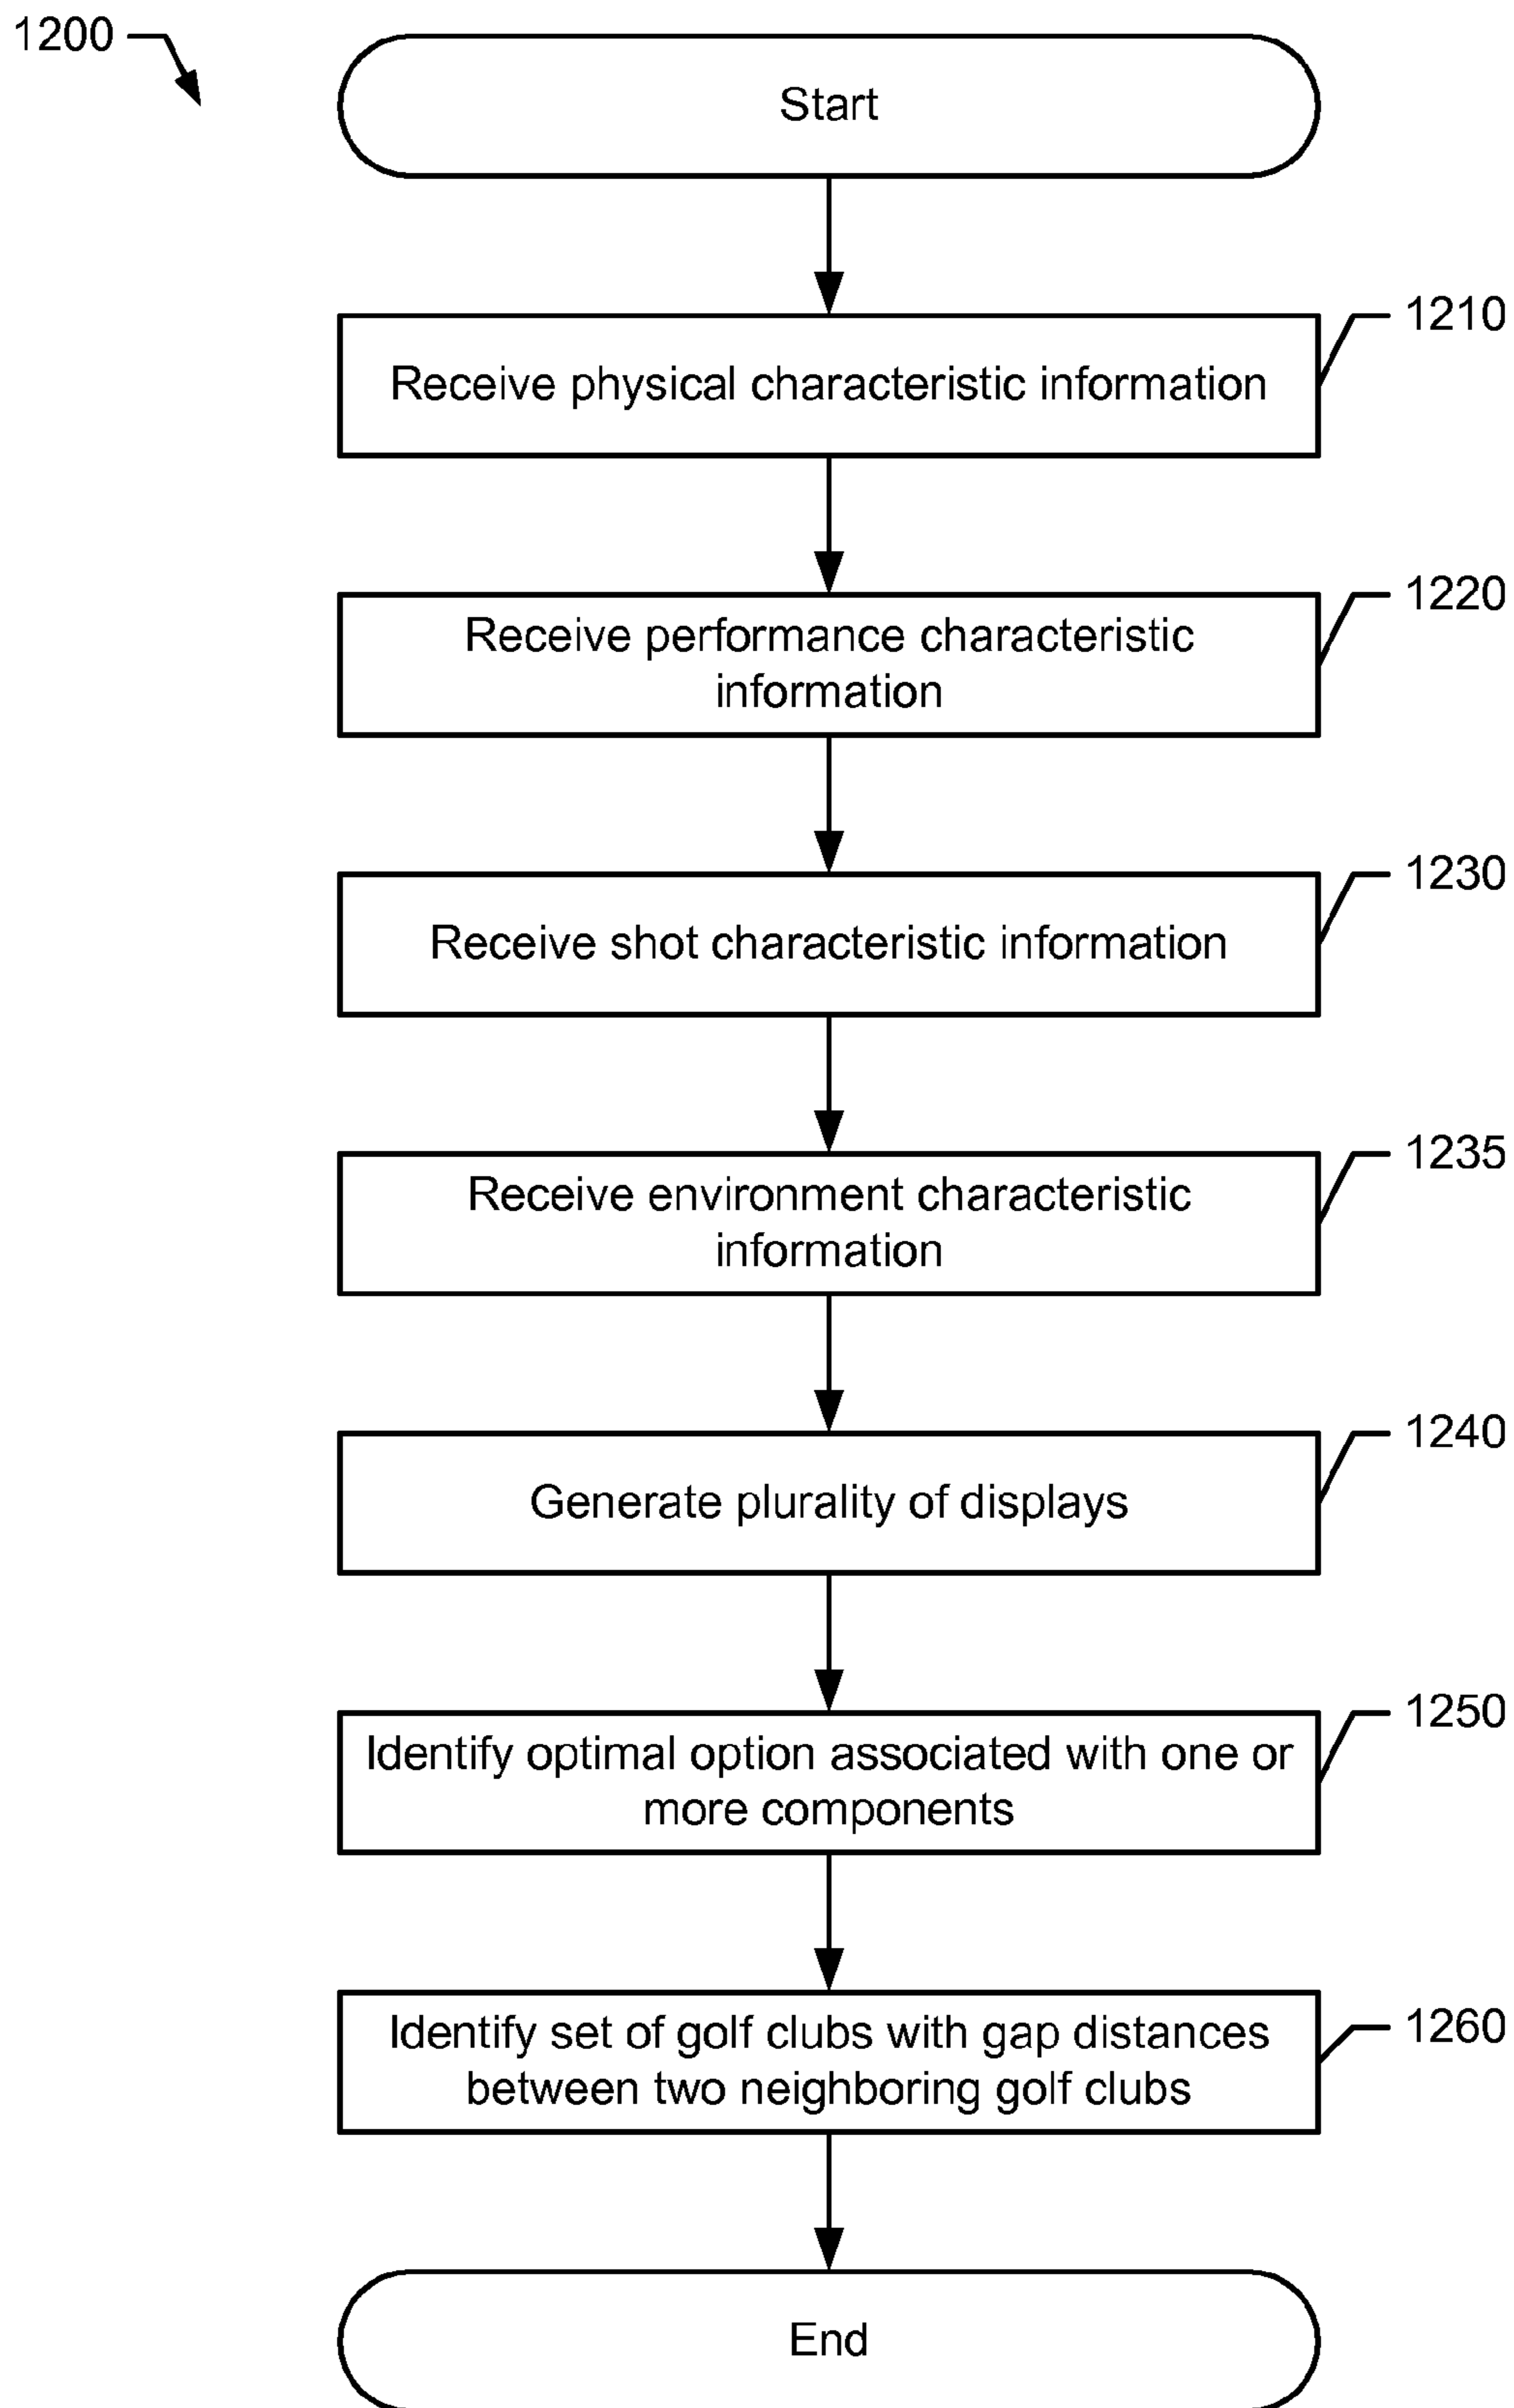 1200
Start
1210
Receive physical characteristic information
1220
Receive performance characteristic
information
1230
Receive shot characteristic information
1235
Receive environment characteristic
information
1240
Generate plurality of displays
1250
Identify optimal option associated with one or
more components
1260
Identify set of golf clubs with gap distances
between two neighboring golf clubs
End